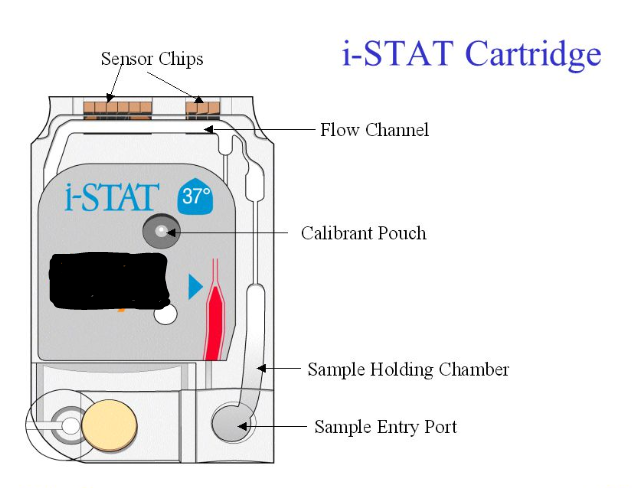 i-STAT Cartridge
Sensor Chips
Flow Channel
i-STAT 37°
Calibrant Pouch
Sample Holding Chamber
Sample Entry Port